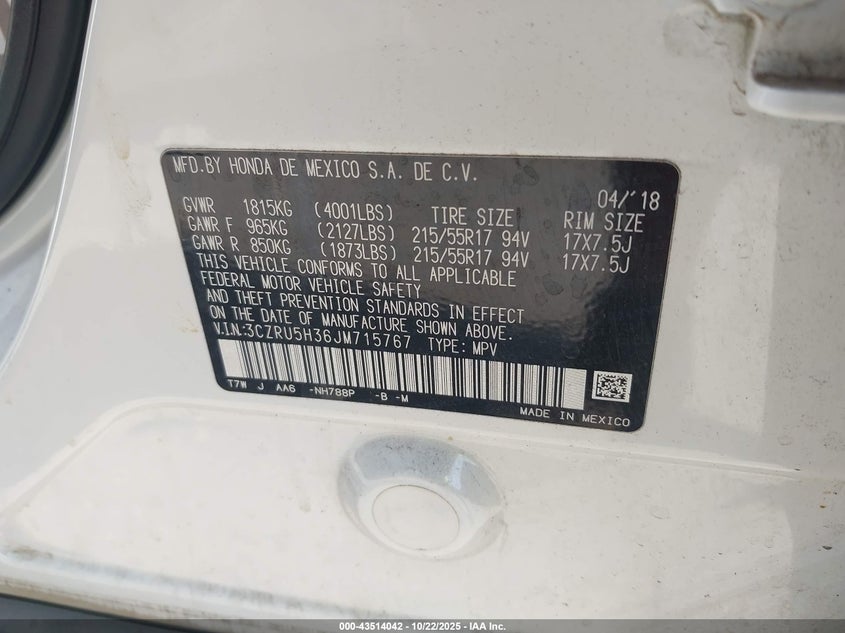 MFD.BY HONDA DE MEXICO S.A. DE C.V.
04/'18
GVWR 1815KG (4001LBS) TIRE SIZE RIM SIZE
GAWR F 965KG (2127LBS) 215/55R17 94V 17X7.5J
GAWR R 850KG (1873LBS) 215/55R17 94V 17X7.5J
THIS VEHICLE CONFORMS TO ALL APPLICABLE
FEDERAL MOTOR VEHICLE SAFETY
AND THEFT PREVENTION STANDARDS IN EFFECT
ON THE DATE OF MANUFACTURE SHOWN ABOVE.
V.I.N:3CZRU5H36JM715767 TYPE: MPV
T7W J AA6 -NH788P -B -M
MADE IN MEXICO
000-43514042 - 10/22/2025 - IAA Inc.